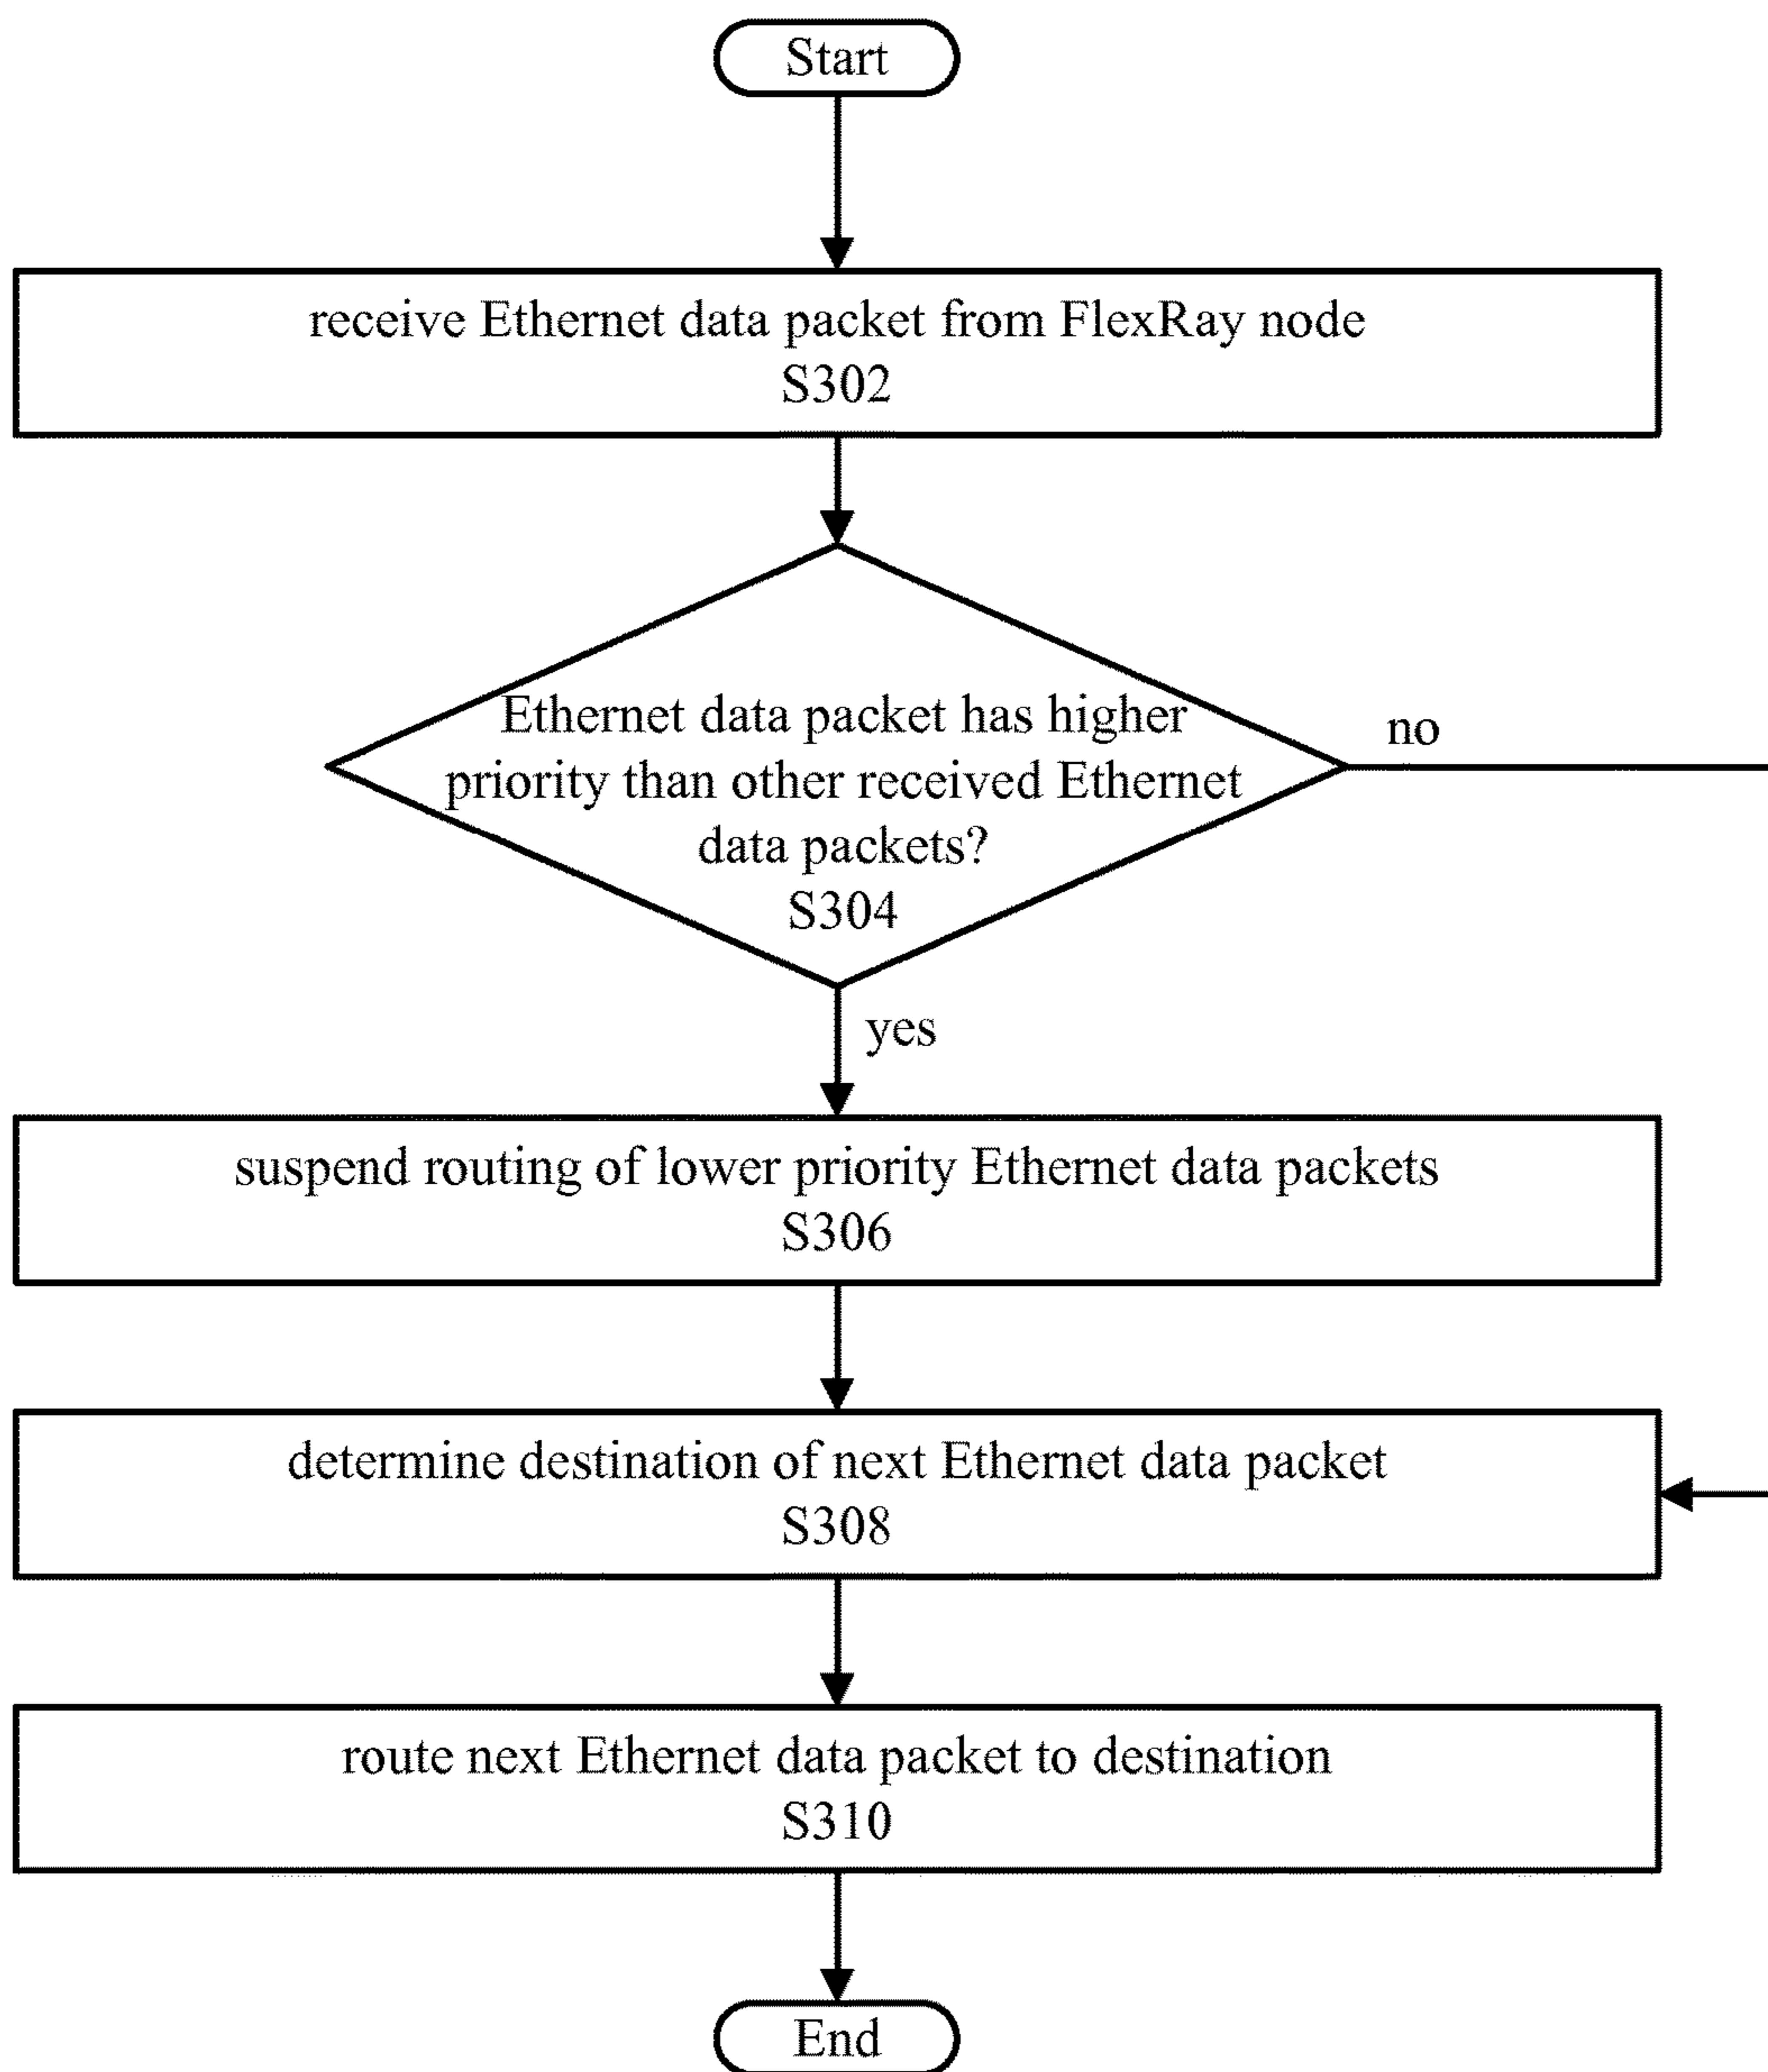 Start
receive Ethernet data packet from FlexRay node
S302
Ethernet data packet has higher
priority than other received Ethernet
data packets?
S304
no
yes
suspend routing of lower priority Ethernet data packets
S306
determine destination of next Ethernet data packet
S308
route next Ethernet data packet to destination
S310
End